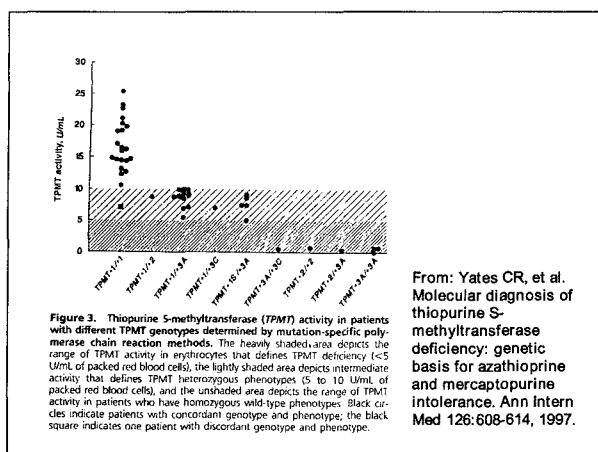 30
25
20
15
10
5
0
TPMT activity, U/mL
TPMT*1/*1
TPMT*1/*2
TPMT*1/*3A
TPMT*1/*3C
TPMT*1S/*3A
TPMT*3A/*3C
TPMT*2/*2
TPMT*2/*3A
TPMT*3A/*3A
Figure 3. Thiopurine S-methyltransferase (TPMT) activity in patients
with different TPMT genotypes determined by mutation-specific poly-
merase chain reaction methods. The heavily shaded area depicts the
range of TPMT activity in erythrocytes that defines TPMT deficiency (<5
U/mL of packed red blood cells), the lightly shaded area depicts intermediate
activity that defines TPMT heterozygous phenotypes (5 to 10 U/mL of
packed red blood cells), and the unshaded area depicts the range of TPMT
activity in patients who have homozygous wild-type phenotypes. Black cir-
cles indicate patients with concordant genotype and phenotype; the black
square indicates one patient with discordant genotype and phenotype.
From: Yates CR, et al.
Molecular diagnosis of
thiopurine S-
methyltransferase
deficiency: genetic
basis for azathioprine
and mercaptopurine
intolerance. Ann Intern
Med 126:608-614, 1997.